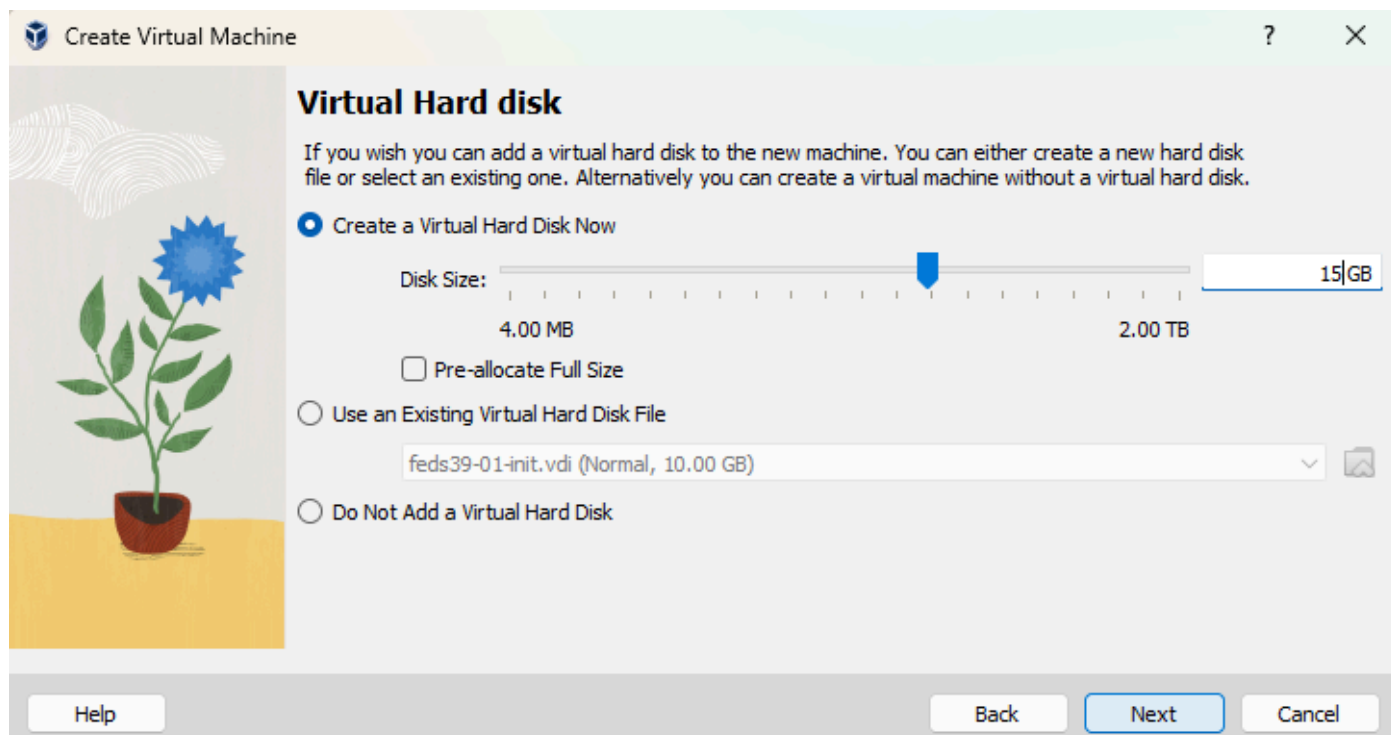 Create Virtual Machine
?
Virtual Hard disk
If you wish you can add a virtual hard disk to the new machine. You can either create a new hard disk
file or select an existing one. Alternatively you can create a virtual machine without a virtual hard disk.
Create a Virtual Hard Disk Now
Disk Size:
15 GB
4.00 MB
2.00 TB
Pre-allocate Full Size
Use an Existing Virtual Hard Disk File
feds39-01-init.vdi (Normal, 10.00 GB)
Do Not Add a Virtual Hard Disk
Help
Back
Next
Cancel